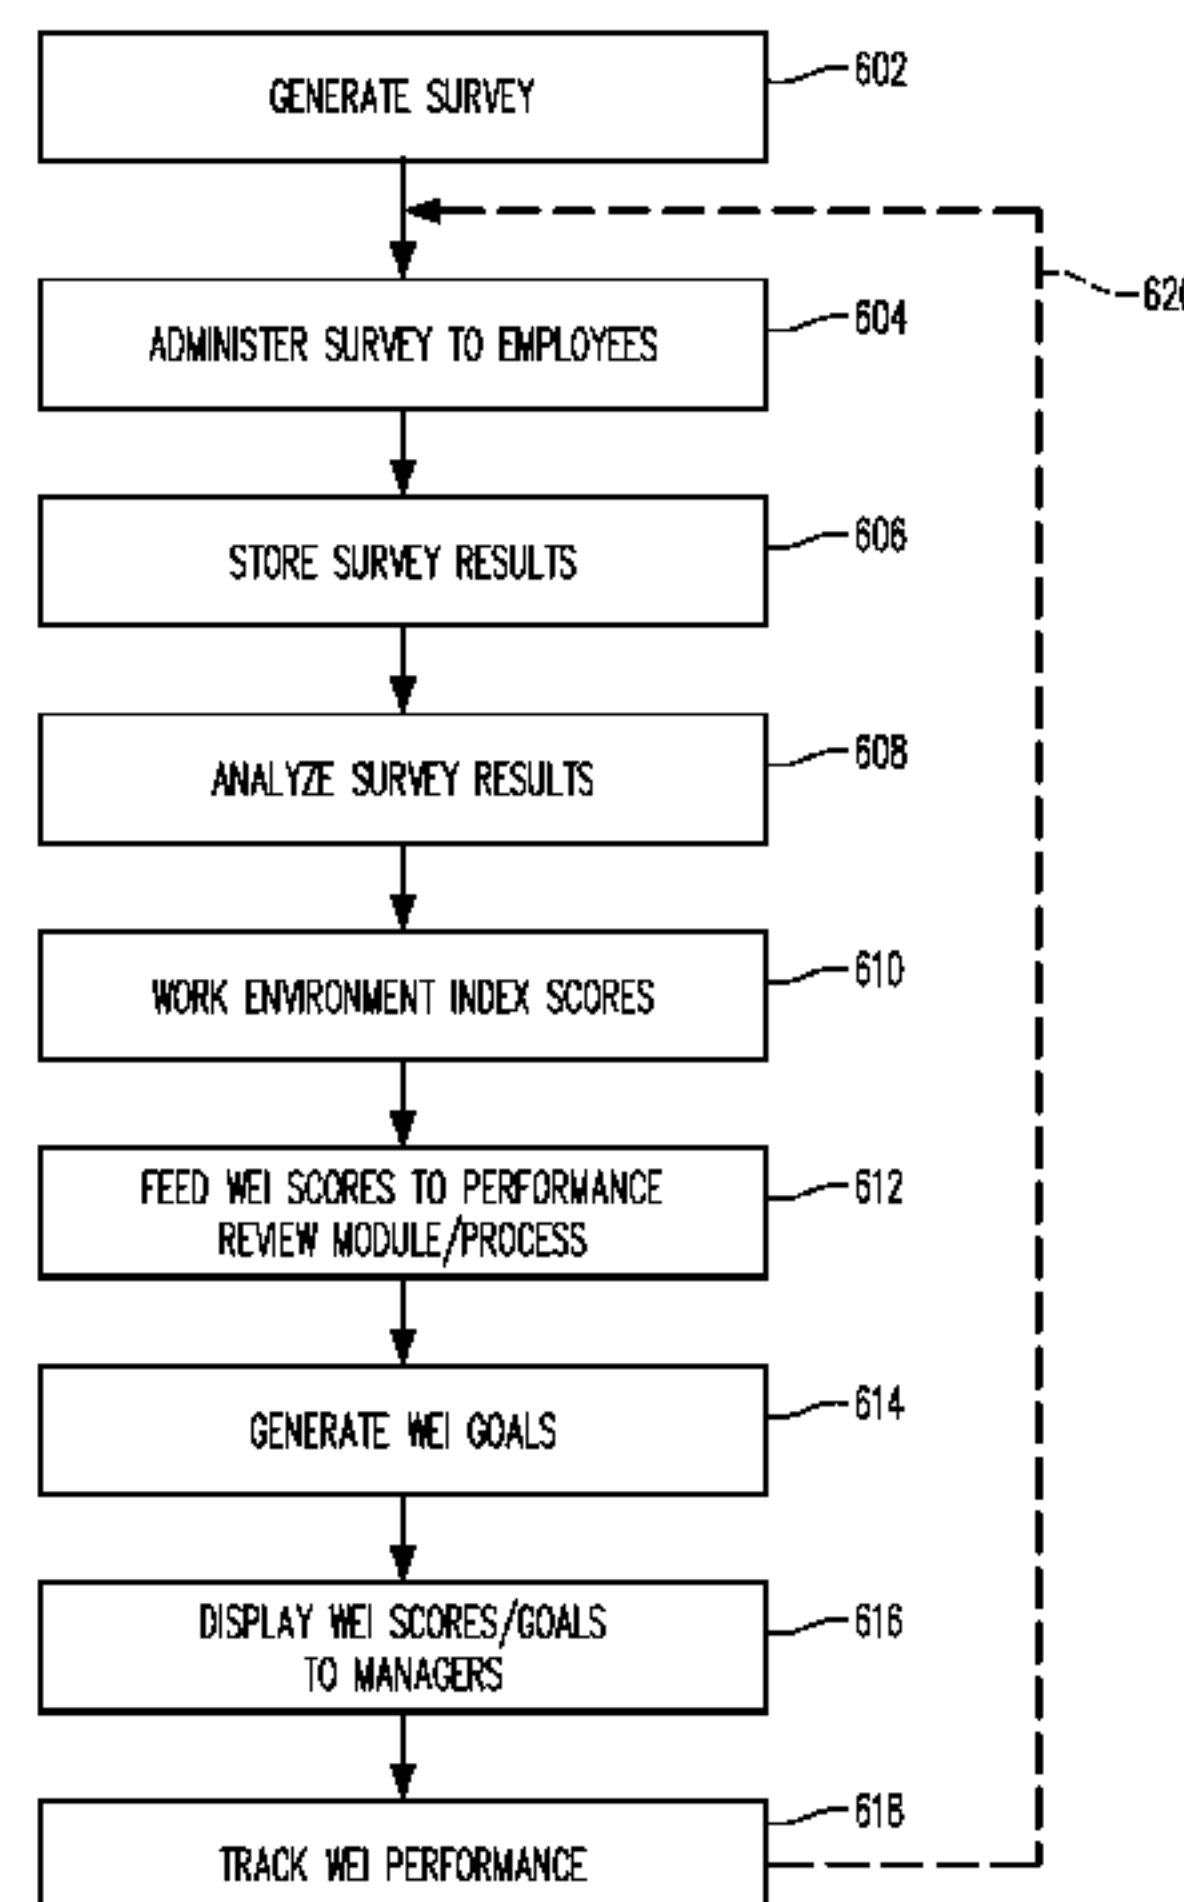 GENERATE SURVEY
602
ADMINISTER SURVEY TO EMPLOYEES
604
STORE SURVEY RESULTS
606
ANALYZE SURVEY RESULTS
608
WORK ENVIRONMENT INDEX SCORES
610
FEED WEI SCORES TO PERFORMANCE
REVIEW MODULE/PROCESS
612
GENERATE WEI GOALS
614
DISPLAY WEI SCORES/GOALS
TO MANAGERS
616
TRACK WEI PERFORMANCE
618